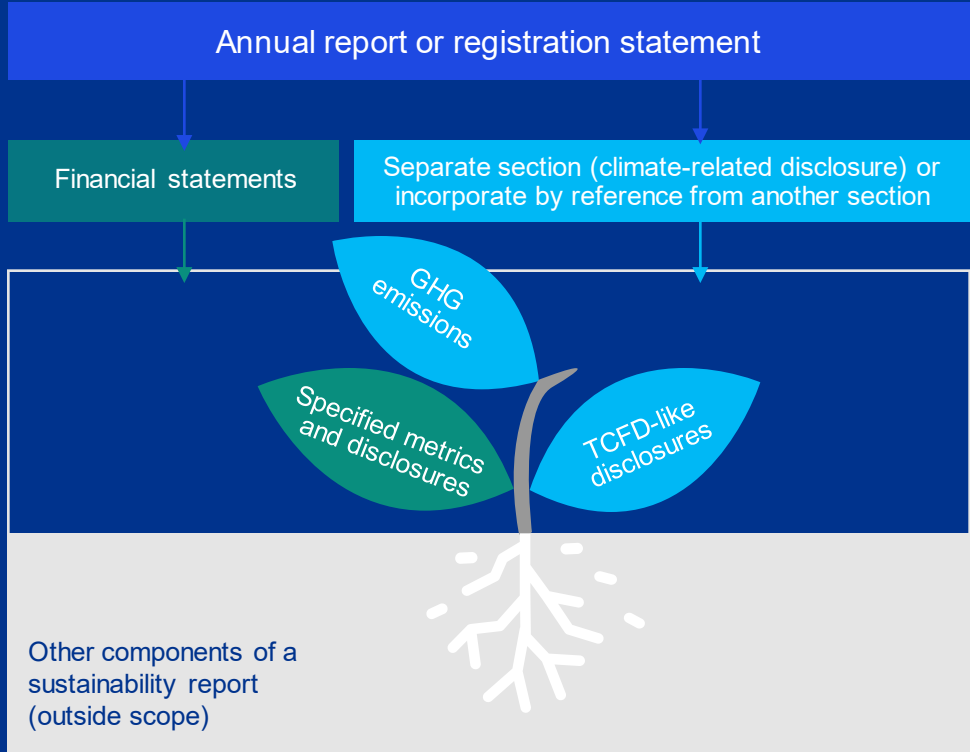 Annual report or registration statement
Financial statements
Separate section (climate-related disclosure) or
incorporate by reference from another section
GHG
emissions
Specified metrics
and disclosures
TCFD-like
disclosures
Other components of a
sustainability report
(outside scope)